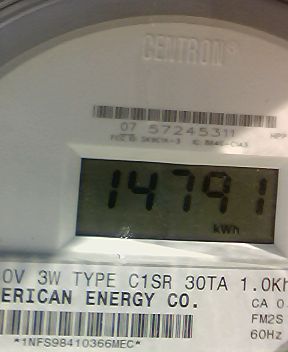 CENTRON®
07 57245311
14791
kWh
0V 3W TYPE C1SR 30TA 1.0Kh
ERICAN ENERGY CO.
CA 0.
FM2S
60Hz
*1NFS98410366MEC*